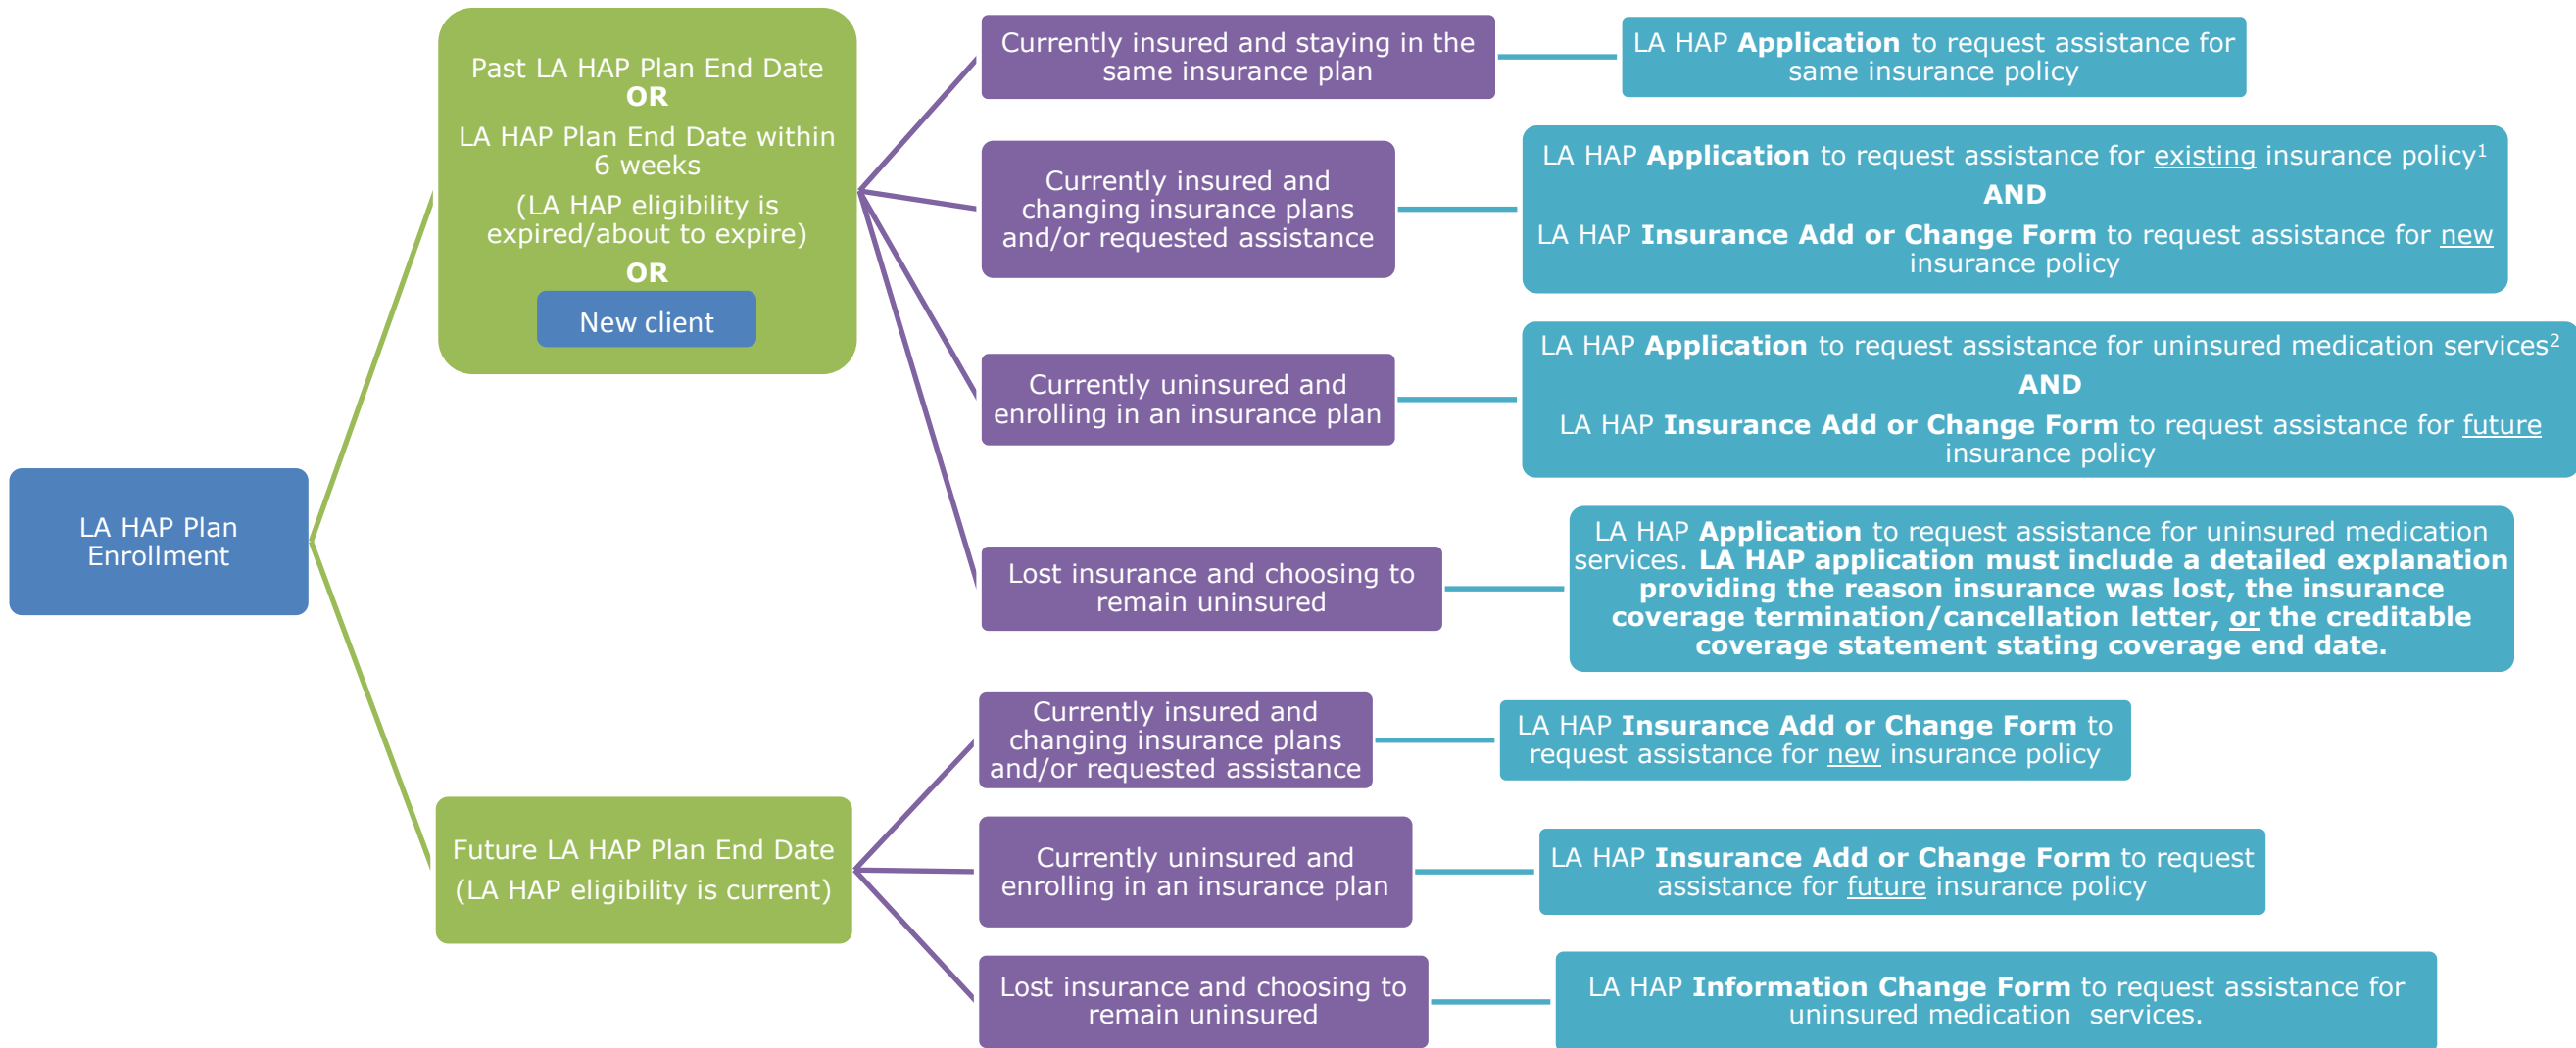 LA HAP Plan
Enrollment
Past LA HAP Plan End Date
OR
LA HAP Plan End Date within
6 weeks
(LA HAP eligibility is
expired/about to expire)
OR
New client
Currently insured and staying in the
same insurance plan
LA HAP Application to request assistance for
same insurance policy
Currently insured and
changing insurance plans
and/or requested assistance
LA HAP Application to request assistance for existing insurance policy¹
AND
LA HAP Insurance Add or Change Form to request assistance for new
insurance policy
Currently uninsured and
enrolling in an insurance plan
LA HAP Application to request assistance for uninsured medication services²
AND
LA HAP Insurance Add or Change Form to request assistance for future
insurance policy
Lost insurance and choosing to
remain uninsured
LA HAP Application to request assistance for uninsured medication
services. LA HAP application must include a detailed explanation
providing the reason insurance was lost, the insurance
coverage termination/cancellation letter, or the creditable
coverage statement stating coverage end date.
Future LA HAP Plan End Date
(LA HAP eligibility is current)
Currently insured and
changing insurance plans
and/or requested assistance
LA HAP Insurance Add or Change Form to
request assistance for new insurance policy
Currently uninsured and
enrolling in an insurance plan
LA HAP Insurance Add or Change Form to request
assistance for future insurance policy
Lost insurance and choosing to
remain uninsured
LA HAP Information Change Form to request assistance for
uninsured medication services.